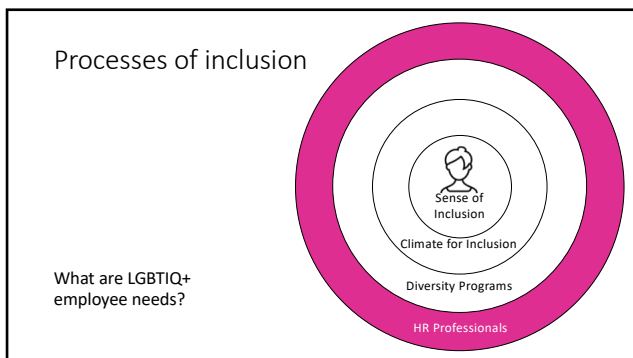 Processes of inclusion
Sense of
Inclusion
Climate for Inclusion
What are LGBTIQ+
employee needs?
Diversity Programs
HR Professionals